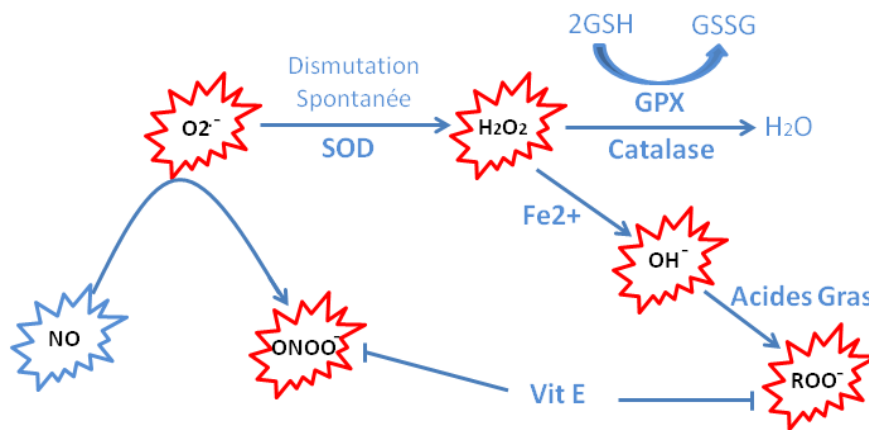 2GSH GSSG
Dismutation
Spontanée
O2·⁻
SOD
H₂O₂
GPX
Catalase
H₂O
Fe2+
OH⁻
Acides Gras
NO
ONOO⁻
Vit E
ROO⁻